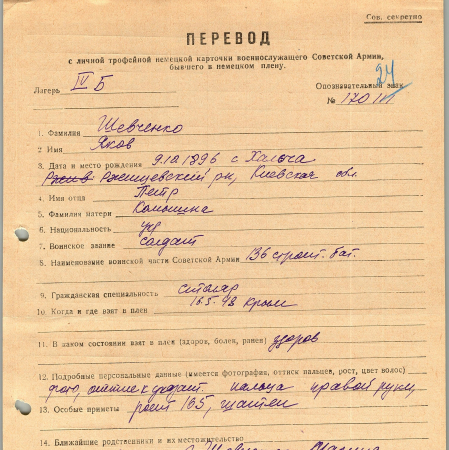 Сов. секретно
ПЕРЕВОД
с личной трофейной немецкой карточки военнослужащего Советской Армии,
бывшего в немецком плену.
24
Лагерь IV Б Опознавательный знак
№ 170
1. Фамилия Шевченко
2 Имя Яков
3. Дата и место рождения 9.10 1896 с Халча
Ржищевский рн, Киевская обл.
4. Имя отца Петр
5. Фамилия матери
6. Национальность укр
7. Воинское звание солдат
8. Наименование воинской части Советской Армии 136 строит. бат.
9. Гражданская специальность столяр
10. Когда и где взят в плен 16.5.42 Крым
11. В каком состоянии взят в плен (здоров, болен, ранен) здоров
12. Подробные персональные данные (имеется фотография, оттиск пальцев, рост, цвет волос)
фото, оттиск указат. пальца правой руки,
13. Особые приметы рост 165, шатен
14. Ближайшие родственники и их местожительство